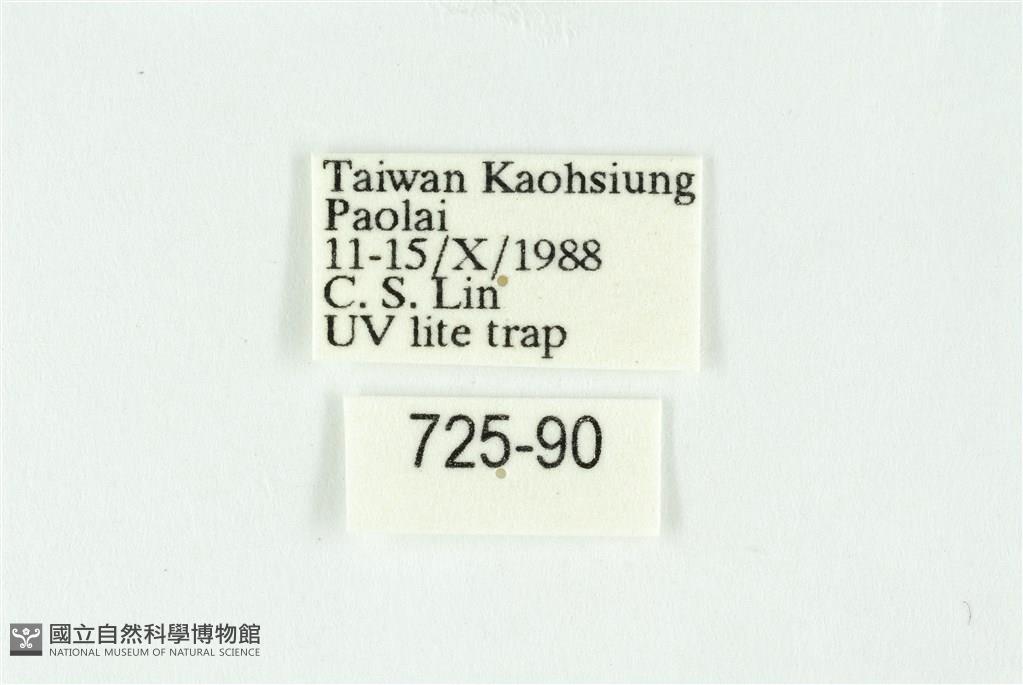 Taiwan Kaohsiung
Paolai
11-15/X/1988
C. S. Lin
UV lite trap
725-90
國立自然科學博物館
NATIONAL MUSEUM OF NATURAL SCIENCE